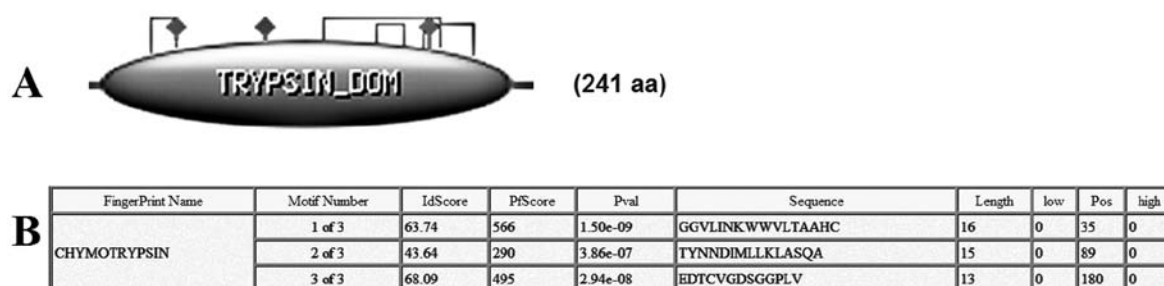 A
TRYPSIN_DOM
(241 aa)
B
FingerPrint Name Motif Number IdScore PfScore Pval Sequence Length low Pos high
CHYMOTRYPSIN
1 of 3 63.74 566 1.50e-09 GGVLINKWWVLTAAHC 16 0 35 0
2 of 3 43.64 290 3.86e-07 TYNNDIMLLKLASQA 15 0 89 0
3 of 3 68.09 495 2.94e-08 EDTCVGDSGGPLV 13 0 180 0